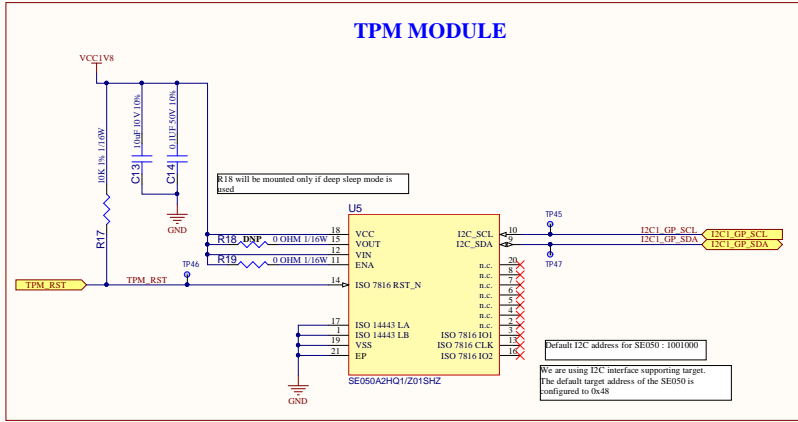 TPM MODULE
VCC1V8
10K 1% 1/16W
R17
10uF 10V 10%
C13
0.1UF 50V 10%
C14
GND
R18 will be mounted only if deep sleep mode is
used
U5
18 VCC
R18 DNP 0 OHM 1/16W 15 VOUT
12 VIN
R19 0 OHM 1/16W 11 ENA
TPM_RST TPM_RST TP46 14 ISO 7816 RST_N
17 ISO 14443 LA
1 ISO 14443 LB
19 VSS
21 EP
GND
I2C_SCL 10 TP45 I2C1_GP_SCL I2C1_GP_SCL
I2C_SDA 9 TP47 I2C1_GP_SDA I2C1_GP_SDA
n.c. 20
n.c. 8
n.c. 7
n.c. 6
n.c. 5
n.c. 4
n.c. 2
ISO 7816 IO1 3
ISO 7816 CLK 13
ISO 7816 IO2 16
SE050A2HQ1/Z01SHZ
Default I2C address for SE050 : 1001000
We are using I2C interface supporting target.
The default target address of the SE050 is
configured to 0x48